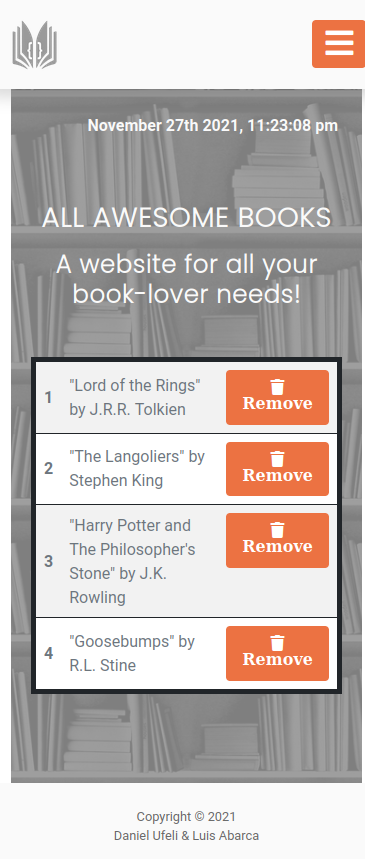 November 27th 2021, 11:23:08 pm
ALL AWESOME BOOKS
A website for all your
book-lover needs!
1
"Lord of the Rings"
by J.R.R. Tolkien
Remove
2
"The Langoliers" by
Stephen King
Remove
3
"Harry Potter and
The Philosopher's
Stone" by J.K.
Rowling
Remove
4
"Goosebumps" by
R.L. Stine
Remove
Copyright © 2021
Daniel Ufeli & Luis Abarca